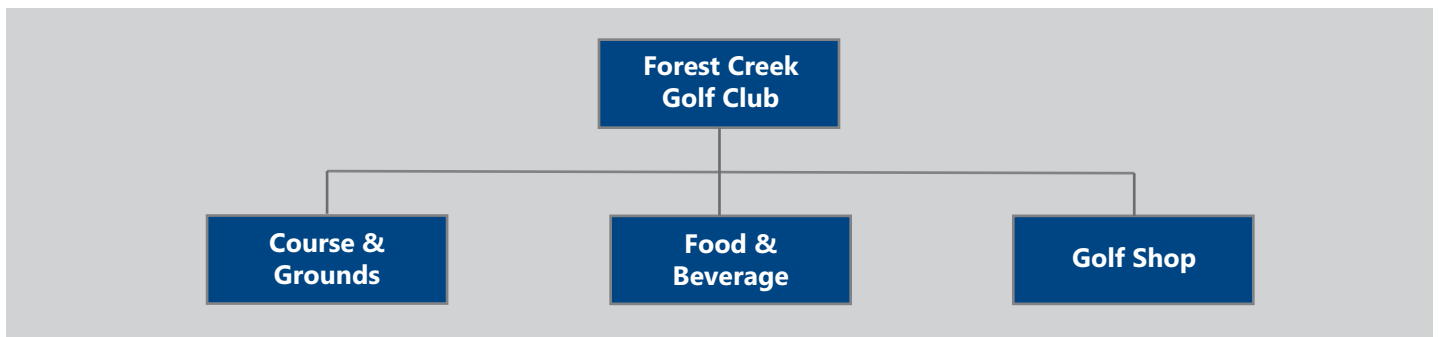 Forest Creek
Golf Club
Course &
Grounds
Food &
Beverage
Golf Shop